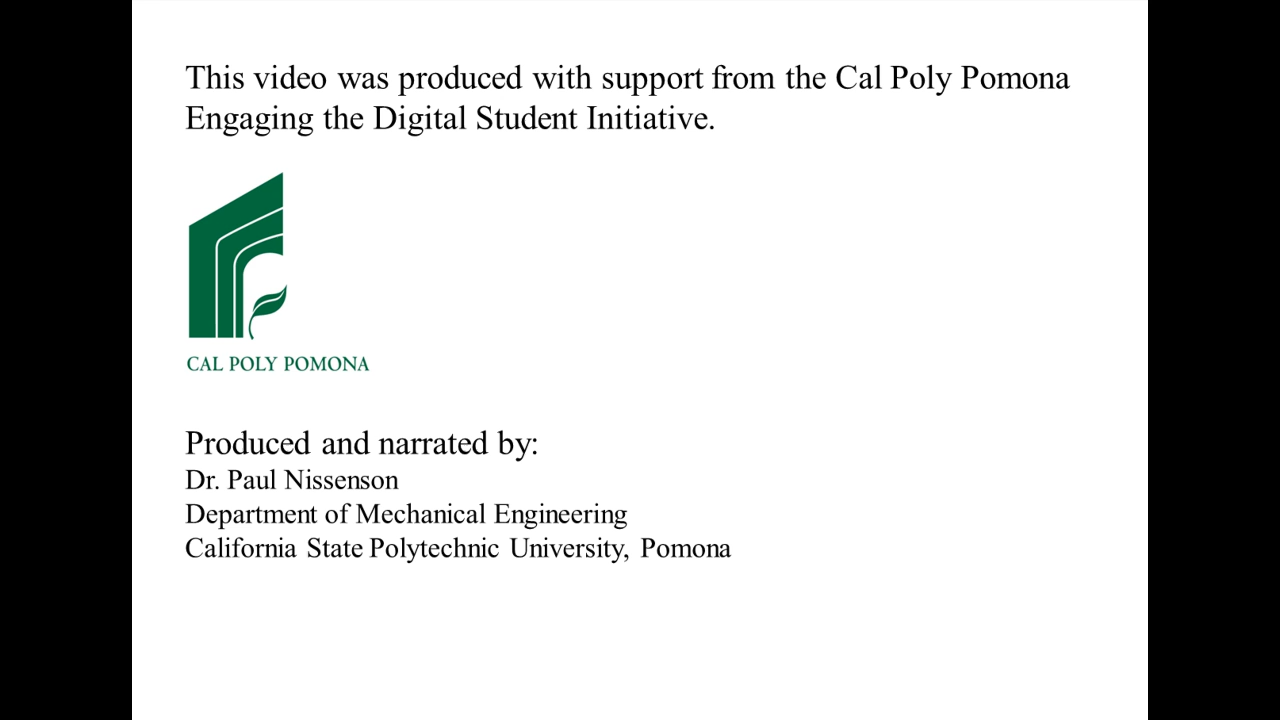 This video was produced with support from the Cal Poly Pomona
Engaging the Digital Student Initiative.
CAL POLY POMONA
Produced and narrated by:
Dr. Paul Nissenson
Department of Mechanical Engineering
California State Polytechnic University, Pomona